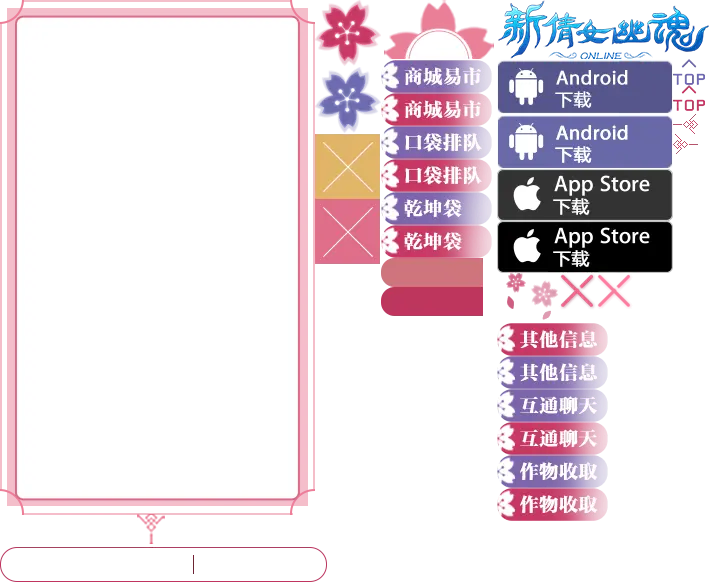 新倩女幽魂
ONLINE
商城易市
商城易市
口袋排队
口袋排队
乾坤袋
乾坤袋
Android
下载
Android
下载
App Store
下载
App Store
下载
TOP
TOP
其他信息
其他信息
互通聊天
互通聊天
作物收取
作物收取